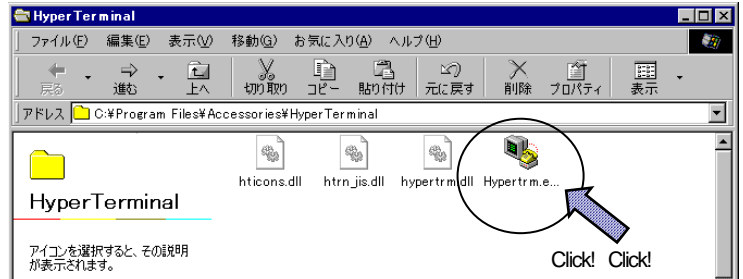 HyperTerminal
ファイル(F) 編集(E) 表示(V) 移動(G) お気に入り(A) ヘルプ(H)
戻る 進む 上へ 切り取り コピー 貼り付け 元に戻す 削除 プロパティ 表示
アドレス C:¥Program Files¥Accessories¥HyperTerminal
hticons.dll htrn_jis.dll hypertrm.dll Hypertrm.e...
HyperTerminal
アイコンを選択すると、その説明
が表示されます。
Click! Click!